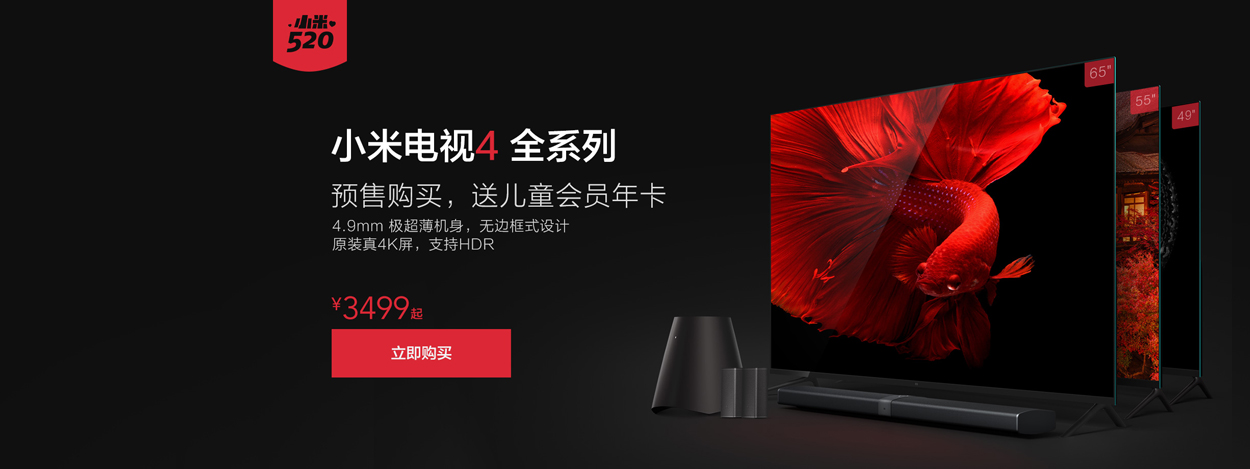 小米
520
小米电视4 全系列
预售购买，送儿童会员年卡
4.9mm 极超薄机身，无边框式设计
原装真4K屏，支持HDR
¥3499起
立即购买
65"
55"
49"